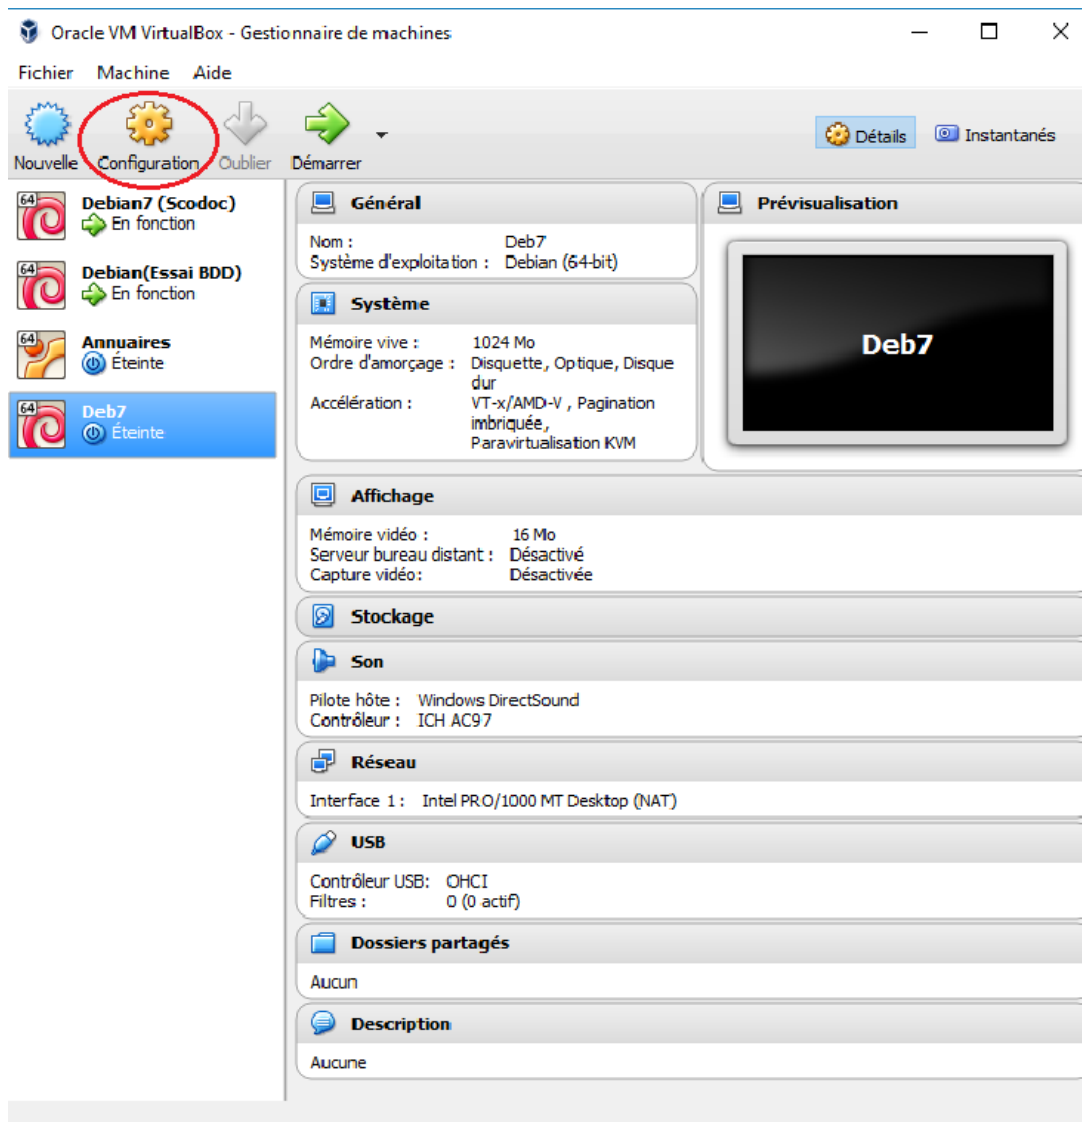 Oracle VM VirtualBox - Gestionnaire de machines
Fichier Machine Aide
Nouvelle Configuration Oublier Démarrer
Détails Instantanés
64 Debian7 (Scodoc)
En fonction
64 Debian(Essai BDD)
En fonction
64 Annuaires
Éteinte
64 Deb7
Éteinte
Général
Nom : Deb7
Système d'exploitation : Debian (64-bit)
Système
Mémoire vive : 1024 Mo
Ordre d'amorçage : Disquette, Optique, Disque
dur
Accélération : VT-x/AMD-V , Pagination
imbriquée,
Paravirtualisation KVM
Prévisualisation
Deb7
Affichage
Mémoire vidéo : 16 Mo
Serveur bureau distant : Désactivé
Capture vidéo: Désactivée
Stockage
Son
Pilote hôte : Windows DirectSound
Contrôleur : ICH AC97
Réseau
Interface 1 : Intel PRO/1000 MT Desktop (NAT)
USB
Contrôleur USB: OHCI
Filtres : 0 (0 actif)
Dossiers partagés
Aucun
Description
Aucune